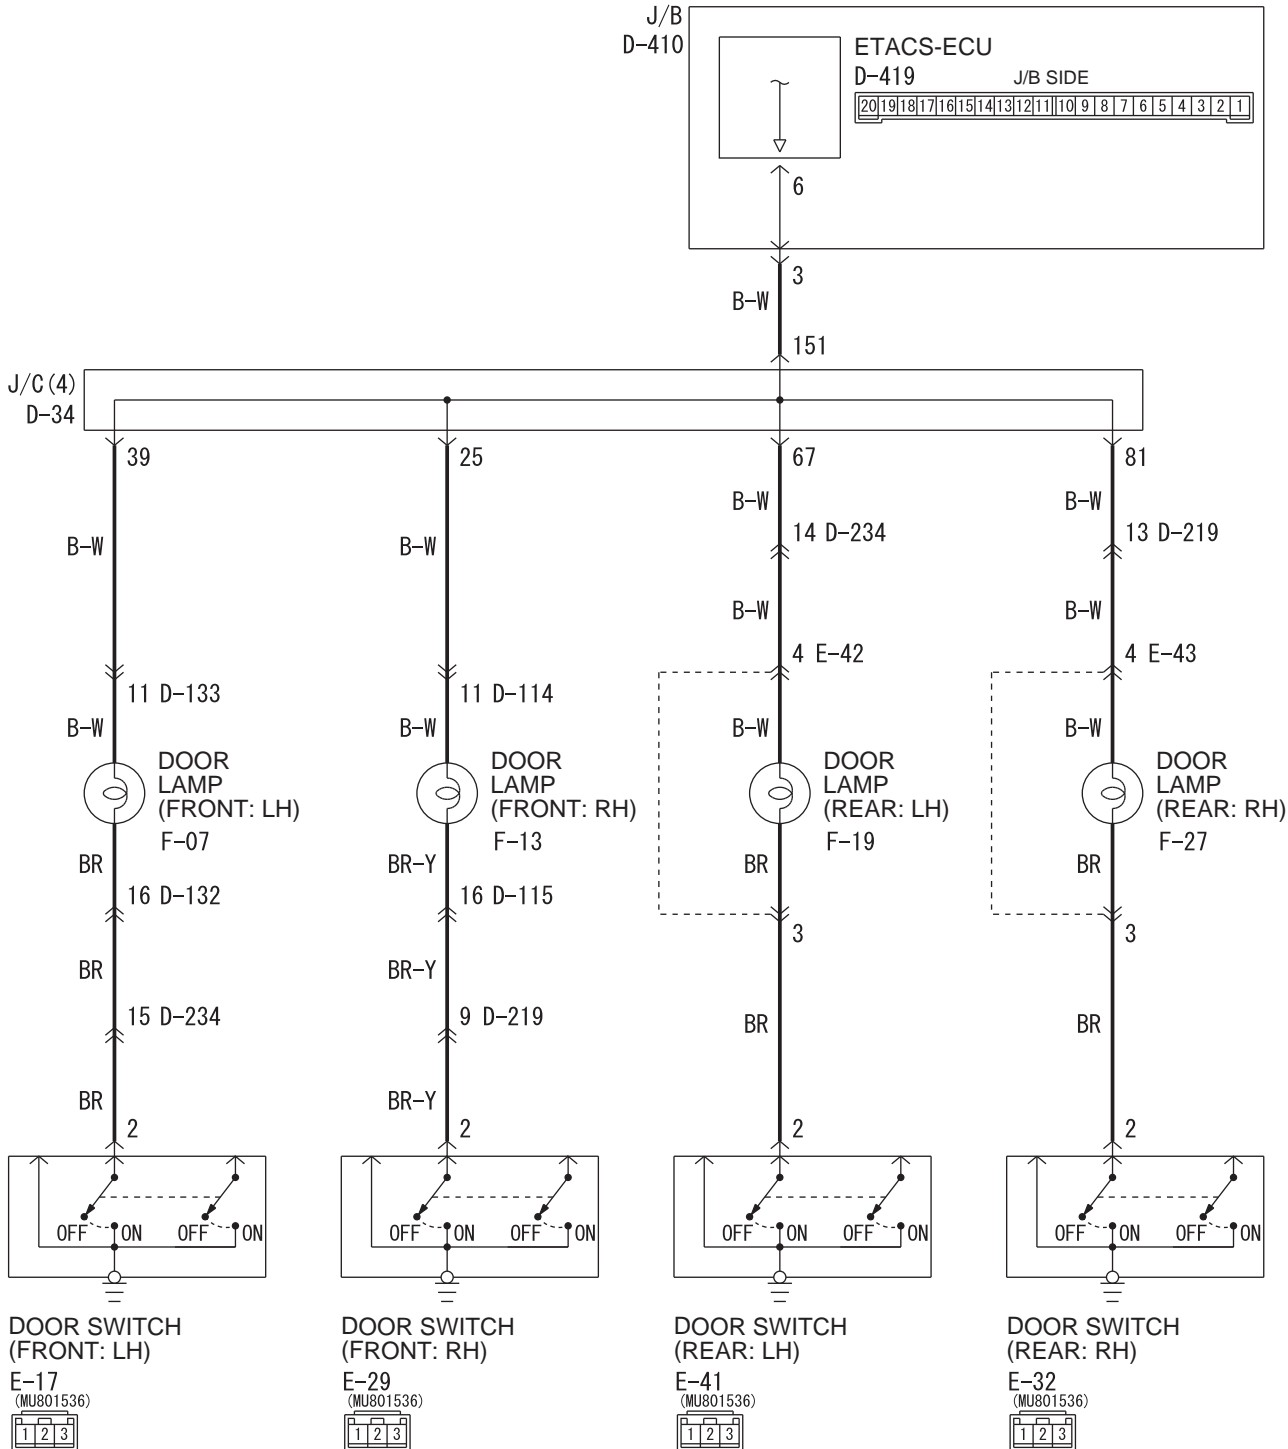 J/B
D-410
ETACS-ECU
D-419
J/B SIDE
20 19 18 17 16 15 14 13 12 11 10 9 8 7 6 5 4 3 2 1
6
3
B-W
151
J/C(4)
D-34
39
25
67
81
B-W
B-W
14 D-234
13 D-219
B-W
B-W
B-W
B-W
4 E-42
4 E-43
11 D-133
11 D-114
B-W
B-W
B-W
B-W
DOOR
LAMP
(FRONT: LH)
F-07
DOOR
LAMP
(FRONT: RH)
F-13
DOOR
LAMP
(REAR: LH)
F-19
DOOR
LAMP
(REAR: RH)
F-27
BR
BR-Y
BR
BR
16 D-132
16 D-115
3
3
BR
BR-Y
15 D-234
9 D-219
BR
BR
BR
BR-Y
2
2
2
2
OFF ON OFF ON
OFF ON OFF ON
OFF ON OFF ON
OFF ON OFF ON
DOOR SWITCH
(FRONT: LH)
E-17
(MU801536)
1 2 3
DOOR SWITCH
(FRONT: RH)
E-29
(MU801536)
1 2 3
DOOR SWITCH
(REAR: LH)
E-41
(MU801536)
1 2 3
DOOR SWITCH
(REAR: RH)
E-32
(MU801536)
1 2 3